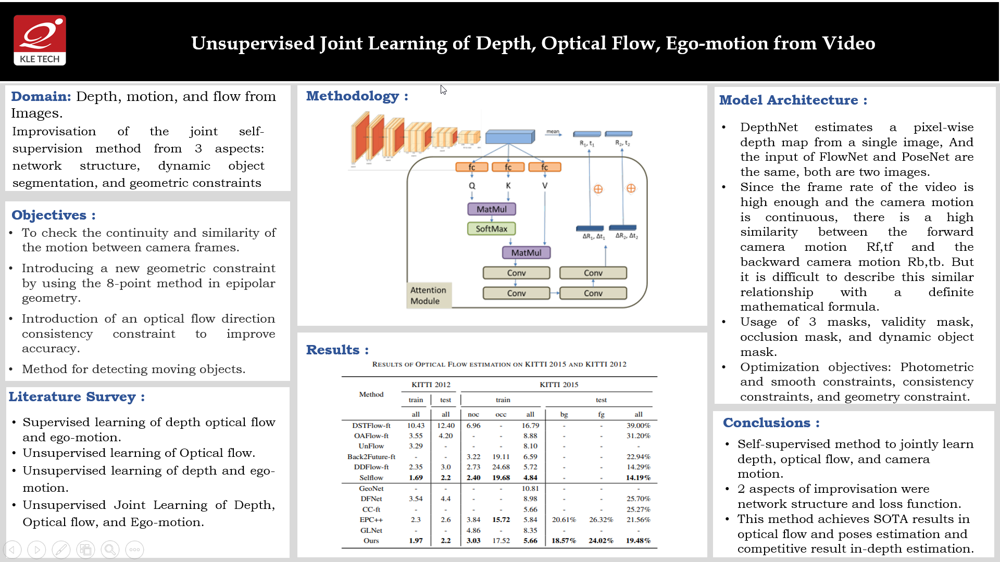 KLE TECH
Unsupervised Joint Learning of Depth, Optical Flow, Ego-motion from Video
Domain: Depth, motion, and flow from
Images.
Improvisation of the joint self-
supervision method from 3 aspects:
network structure, dynamic object
segmentation, and geometric constraints
Objectives :
• To check the continuity and similarity of
the motion between camera frames.
• Introducing a new geometric constraint
by using the 8-point method in epipolar
geometry.
• Introduction of an optical flow direction
consistency constraint to improve
accuracy.
• Method for detecting moving objects.
Literature Survey :
• Supervised learning of depth optical flow
and ego-motion.
• Unsupervised learning of Optical flow.
• Unsupervised learning of depth and ego-
motion.
• Unsupervised Joint Learning of Depth,
Optical flow, and Ego-motion.
Methodology :
mean
R1, t1 R2, t2
fc fc fc
Q K V
MatMul
SoftMax
ΔR1, Δt1 ΔR2, Δt2
MatMul
Conv Conv
Attention
Module
Conv Conv
Results :
RESULTS OF OPTICAL FLOW ESTIMATION ON KITTI 2015 AND KITTI 2012
Method KITTI 2012 KITTI 2015
train test train test
all all noc occ all bg fg all
DSTFlow-ft 10.43 12.40 6.96 - 16.79 - - 39.00%
OAFlow-ft 3.55 4.20 - - 8.88 - - 31.20%
UnFlow 3.29 - - - 8.10 - - -
Back2Future-ft - - 3.22 19.11 6.59 - - 22.94%
DDFlow-ft 2.35 3.0 2.73 24.68 5.72 - - 14.29%
Selflow 1.69 2.2 2.40 19.68 4.84 - - 14.19%
GeoNet - - - - 10.81 - - -
DFNet 3.54 4.4 - - 8.98 - - 25.70%
CC-ft - - - - 5.66 - - 25.27%
EPC++ 2.3 2.6 3.84 15.72 5.84 20.61% 26.32% 21.56%
GLNet - - 4.86 - 8.35 - - -
Ours 1.97 2.2 3.03 17.52 5.66 18.57% 24.02% 19.48%
Model Architecture :
• DepthNet estimates a pixel-wise
depth map from a single image, And
the input of FlowNet and PoseNet are
the same, both are two images.
• Since the frame rate of the video is
high enough and the camera motion
is continuous, there is a high
similarity between the forward
camera motion Rf,tf and the
backward camera motion Rb,tb. But
it is difficult to describe this similar
relationship with a definite
mathematical formula.
• Usage of 3 masks, validity mask,
occlusion mask, and dynamic object
mask.
• Optimization objectives: Photometric
and smooth constraints, consistency
constraints, and geometry constraint.
Conclusions :
• Self-supervised method to jointly learn
depth, optical flow, and camera
motion.
• 2 aspects of improvisation were
network structure and loss function.
• This method achieves SOTA results in
optical flow and poses estimation and
competitive result in-depth estimation.